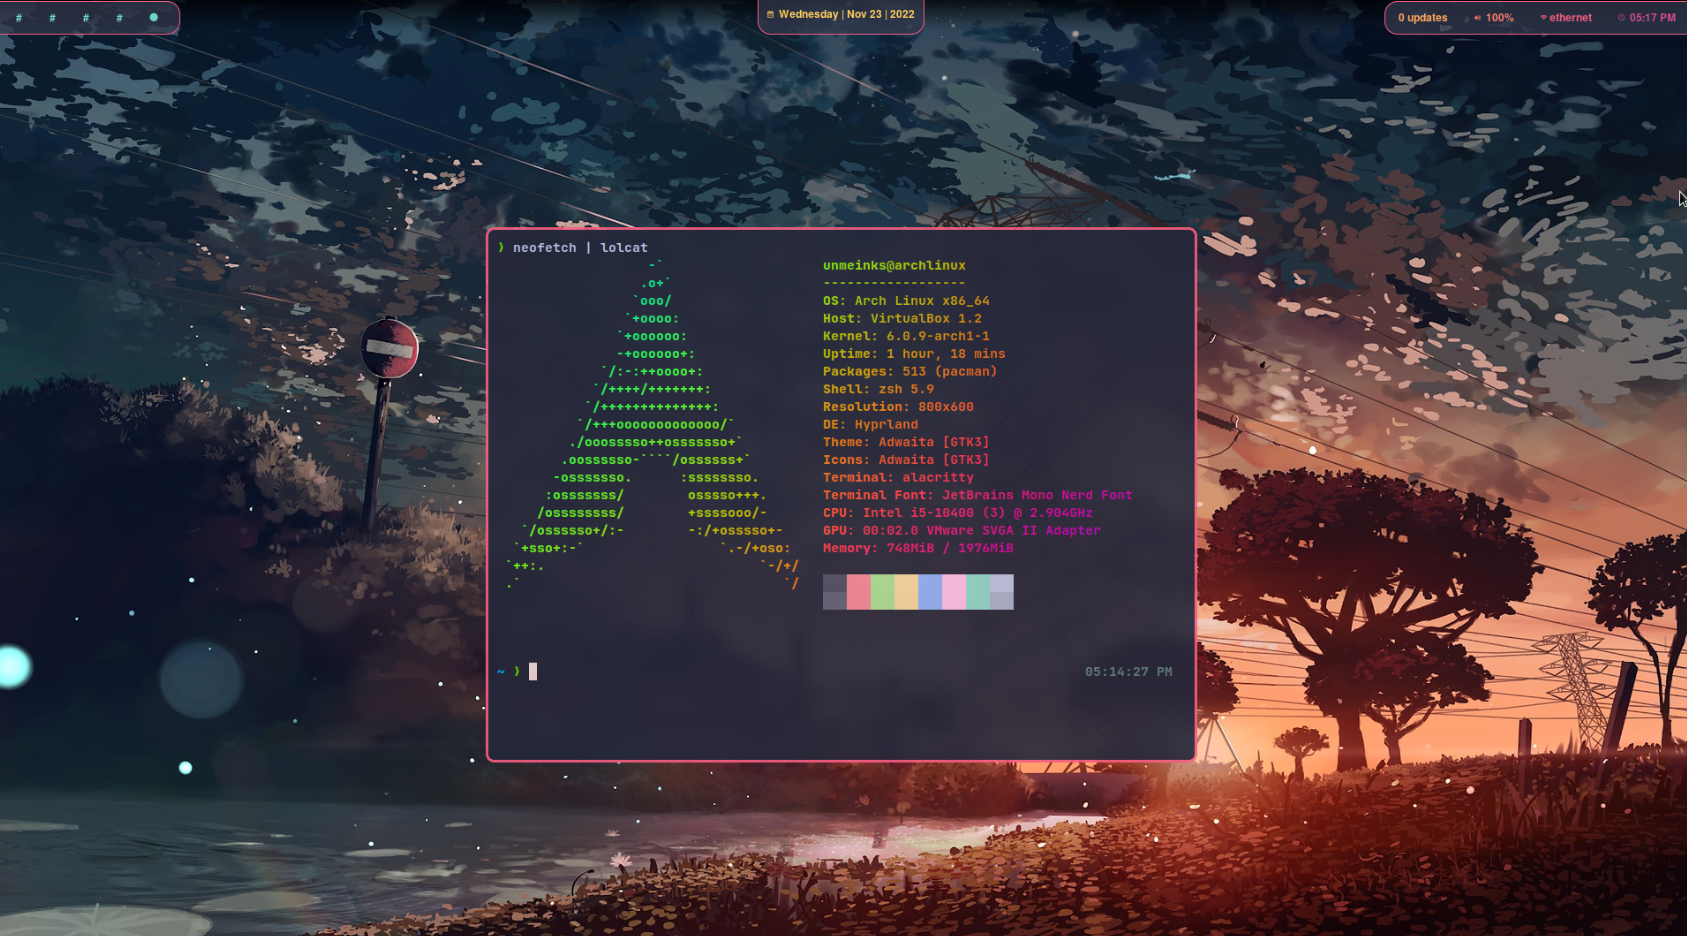 # # # #
Wednesday | Nov 23 | 2022
0 updates 100% ethernet 05:17 PM
❯ neofetch | lolcat
unmeinks@archlinux
------------------
OS: Arch Linux x86_64
Host: VirtualBox 1.2
Kernel: 6.0.9-arch1-1
Uptime: 1 hour, 18 mins
Packages: 513 (pacman)
Shell: zsh 5.9
Resolution: 800x600
DE: Hyprland
Theme: Adwaita [GTK3]
Icons: Adwaita [GTK3]
Terminal: alacritty
Terminal Font: JetBrains Mono Nerd Font
CPU: Intel i5-10400 (3) @ 2.904GHz
GPU: 00:02.0 VMware SVGA II Adapter
Memory: 748MiB / 1976MiB
~ ❯ 05:14:27 PM